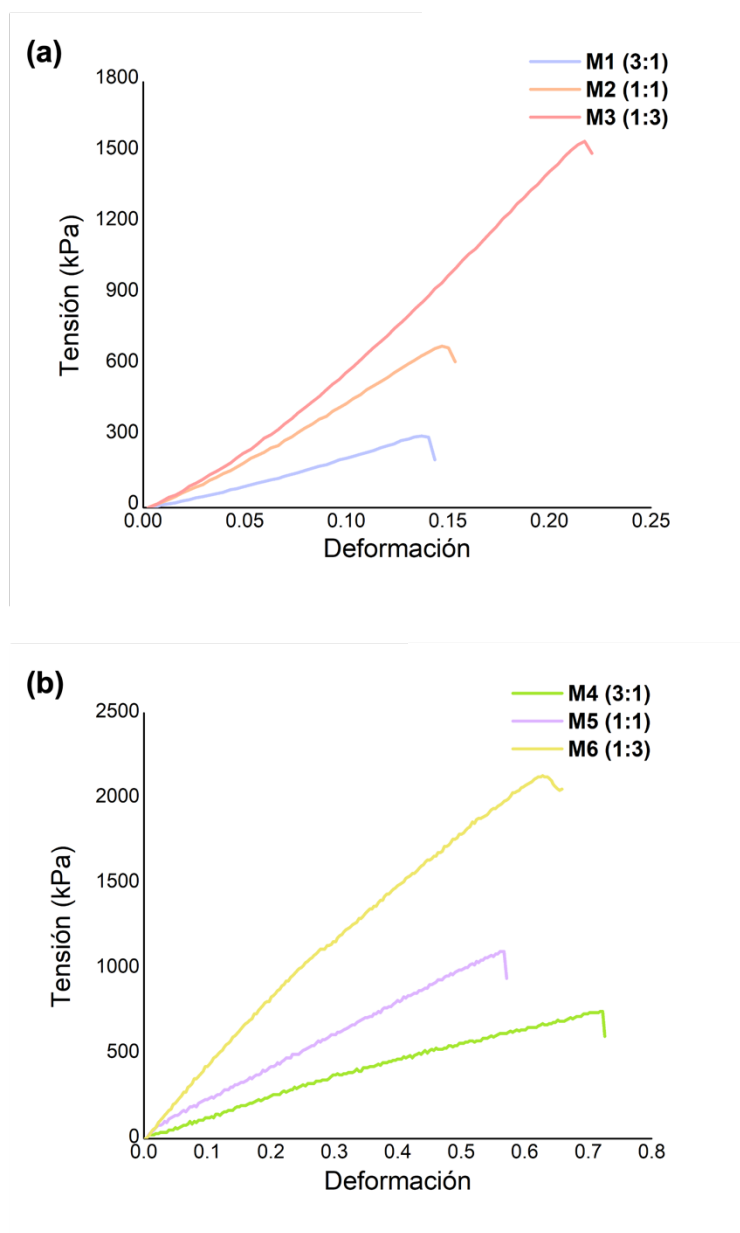 (a)
M1 (3:1)
M2 (1:1)
M3 (1:3)
1800
1500
1200
900
600
300
0
Tensión (kPa)
0.00 0.05 0.10 0.15 0.20 0.25
Deformación
(b)
M4 (3:1)
M5 (1:1)
M6 (1:3)
2500
2000
1500
1000
500
0
Tensión (kPa)
0.0 0.1 0.2 0.3 0.4 0.5 0.6 0.7 0.8
Deformación